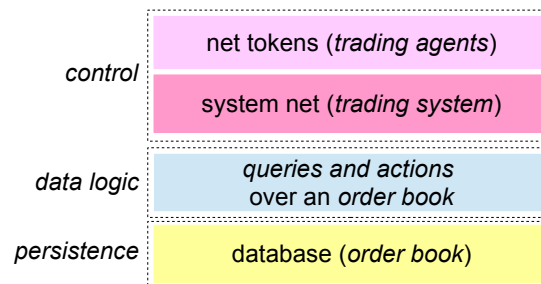 control
net tokens (trading agents)
system net (trading system)
data logic
queries and actions
over an order book
persistence
database (order book)